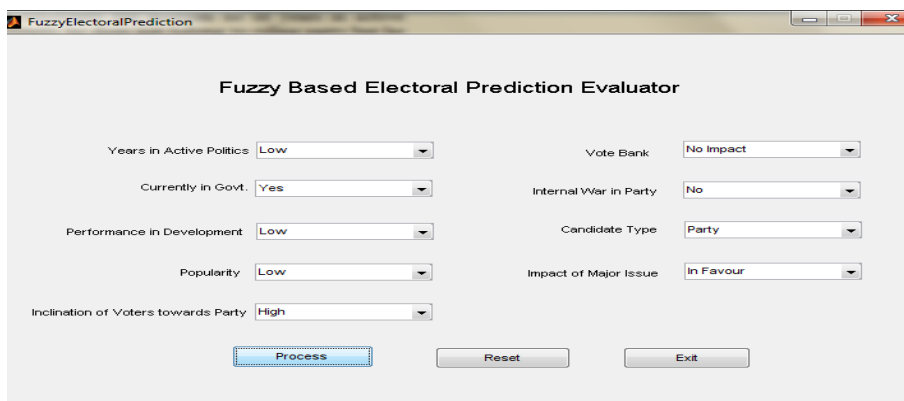 FuzzyElectoralPrediction
Fuzzy Based Electoral Prediction Evaluator
Years in Active Politics Low
Currently in Govt. Yes
Performance in Development Low
Popularity Low
Inclination of Voters towards Party High
Vote Bank No Impact
Internal War in Party No
Candidate Type Party
Impact of Major Issue In Favour
Process Reset Exit